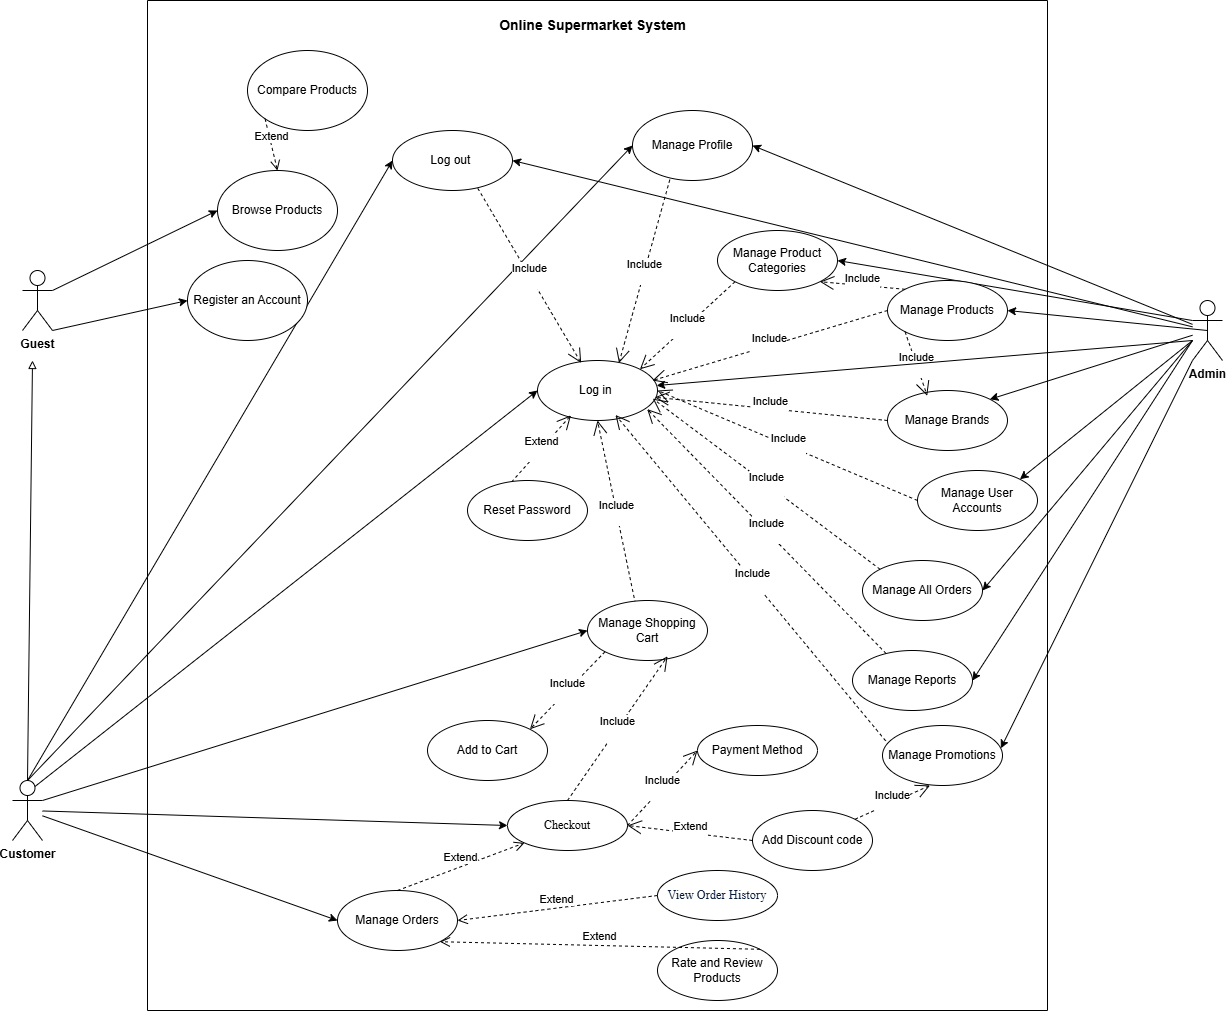 Online Supermarket System
Compare Products
Extend
Log out
Manage Profile
Browse Products
Manage Product
Categories
Include
Include
Include
Register an Account
Manage Products
Include
Guest
Include
Include
Admin
Log in
Include
Manage Brands
Extend
Include
Include
Reset Password
Include
Manage User
Accounts
Include
Include
Manage All Orders
Manage Shopping
Cart
Include
Manage Reports
Include
Add to Cart
Payment Method
Manage Promotions
Include
Include
Checkout
Extend
Add Discount code
Customer
Extend
View Order History
Extend
Manage Orders
Extend
Rate and Review
Products